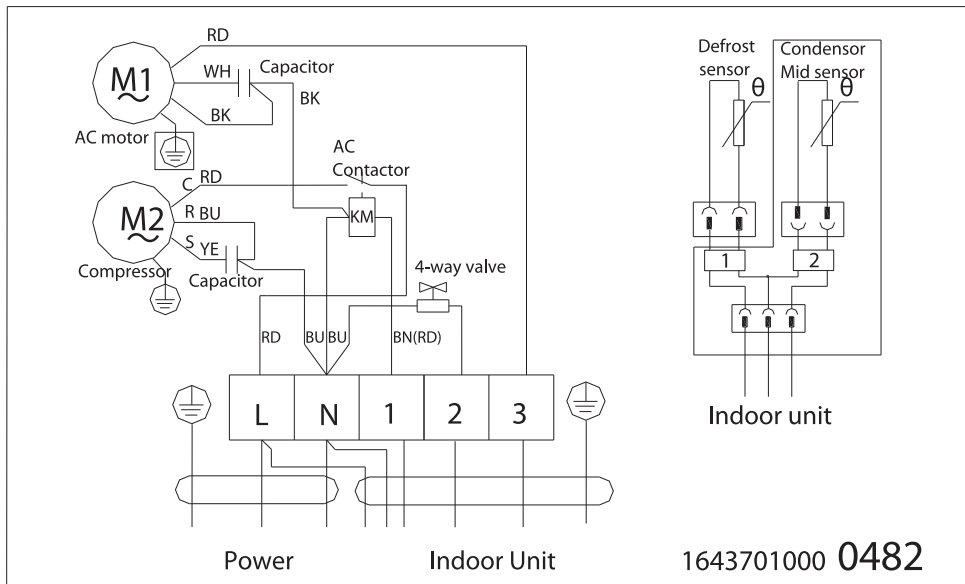 RD
M1
WH
Capacitor
BK
BK
AC motor
AC
Contactor
C RD
KM
R BU
M2
S YE
Compressor
Capacitor
4-way valve
RD
BU
BU
BN(RD)
L
N
1
2
3
Power
Indoor Unit
Defrost
sensor
Condensor
Mid sensor
θ
θ
1
2
Indoor unit
1643701000 0482